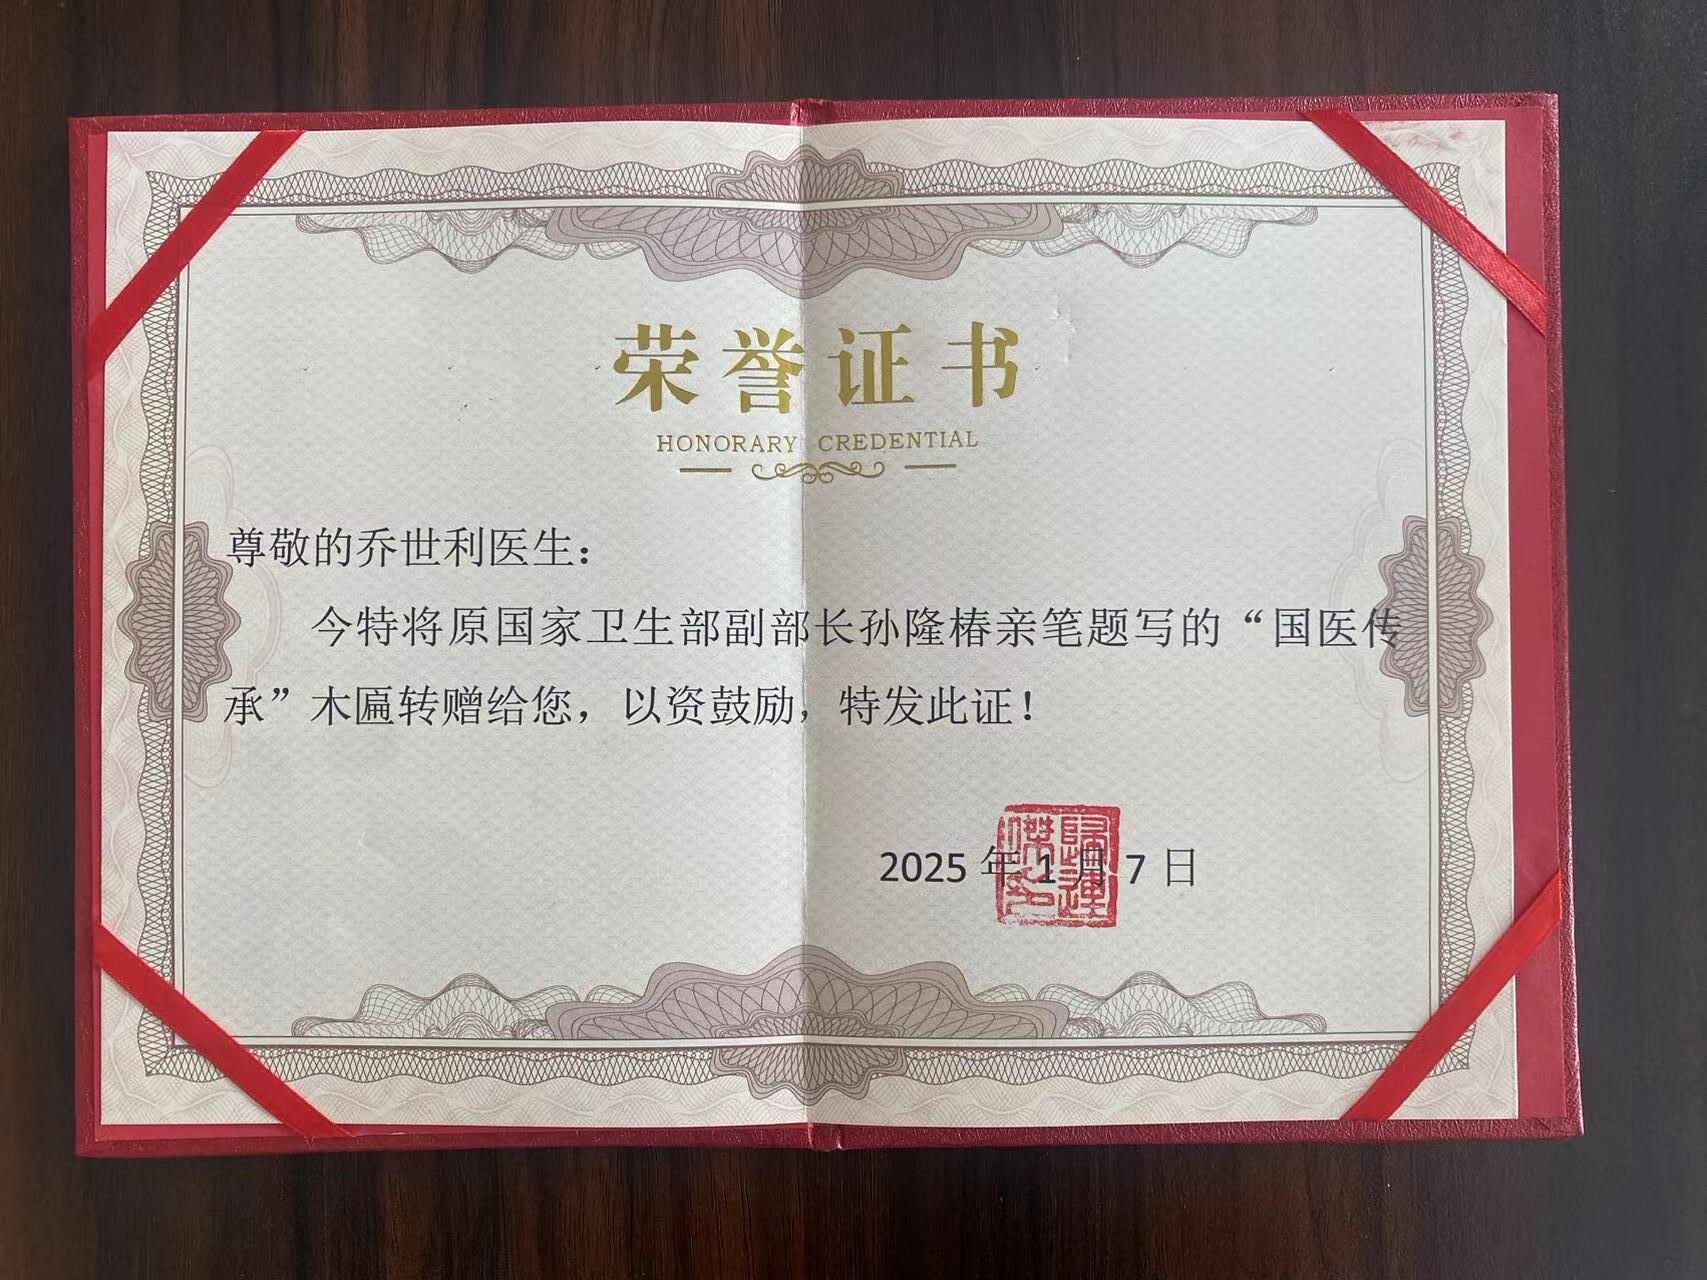 荣誉证书
HONORARY CREDENTIAL
尊敬的乔世利医生：
今特将原国家卫生部副部长孙隆椿亲笔题写的“国医传
承”木匾转赠给您，以资鼓励，特发此证！
2025年1月7日